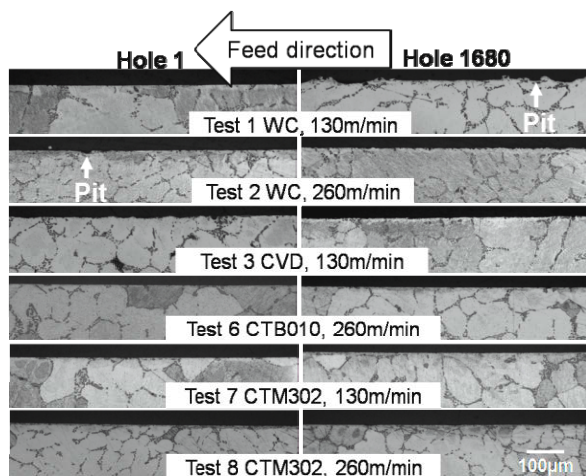 Hole 1
Feed direction
Hole 1680
Pit
Test 1 WC, 130m/min
Pit
Test 2 WC, 260m/min
Test 3 CVD, 130m/min
Test 6 CTB010, 260m/min
Test 7 CTM302, 130m/min
Test 8 CTM302, 260m/min
100µm